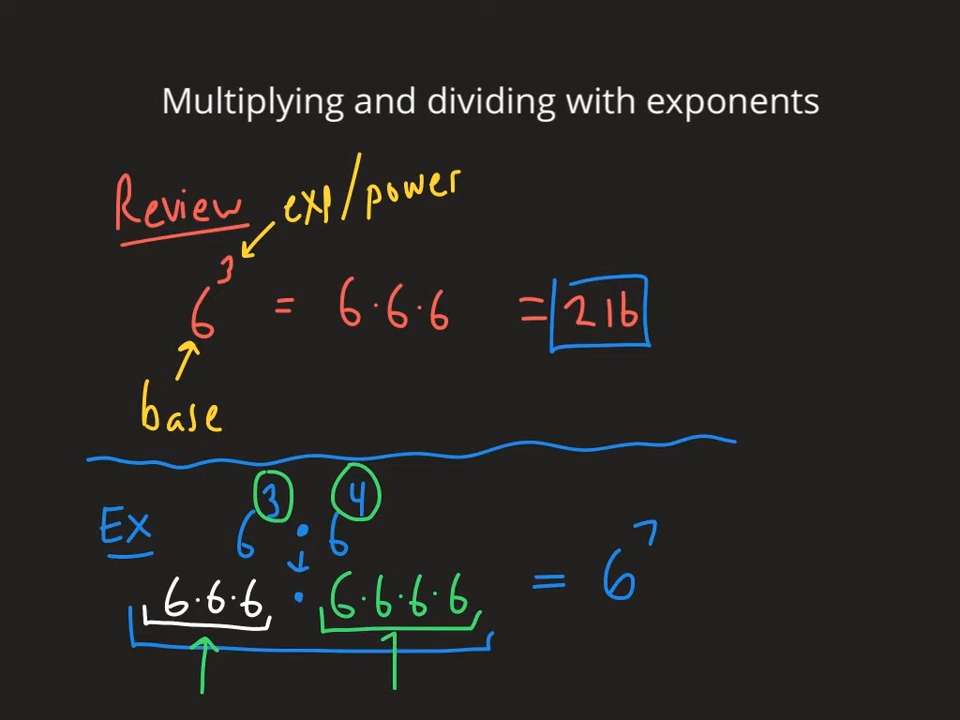 Multiplying and dividing with exponents
Review
exp/power
6³ = 6·6·6 = 216
base
Ex
6³ · 6⁴
6·6·6 · 6·6·6·6 = 6⁷